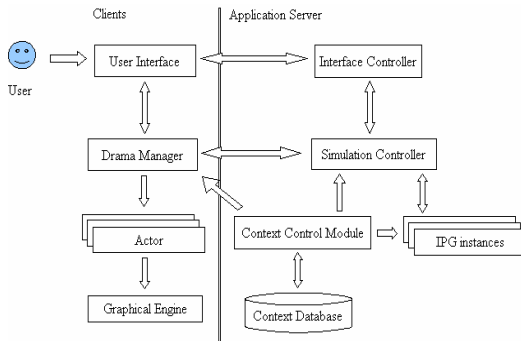 Clients
Application Server
User
User Interface
Interface Controller
Drama Manager
Simulation Controller
Actor
Context Control Module
IPG instances
Graphical Engine
Context Database